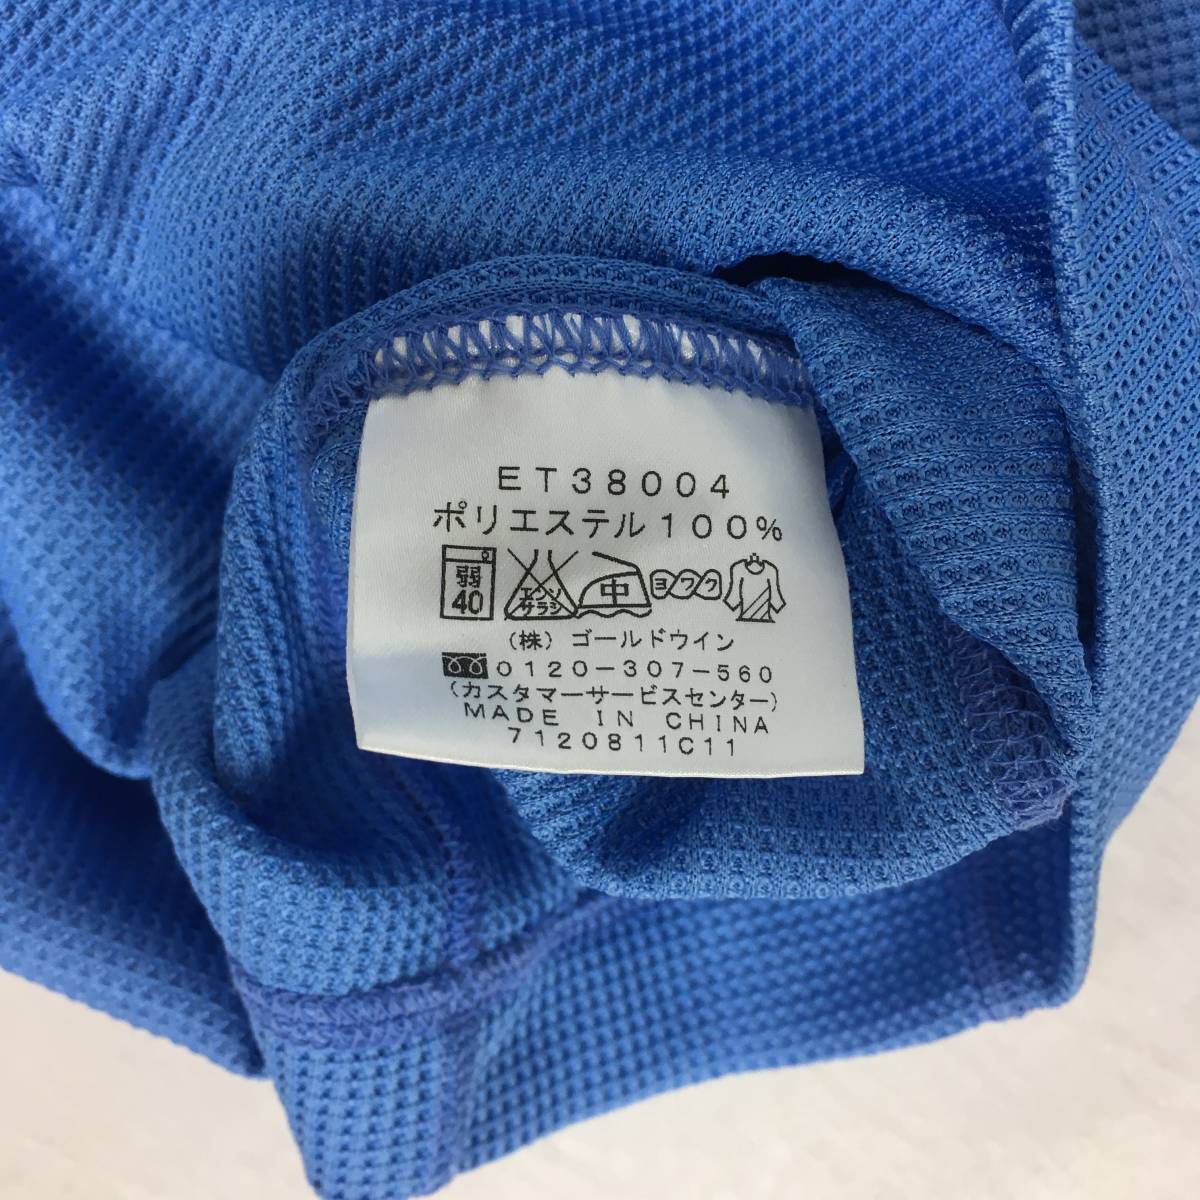 ET38004
ポリエステル100%
弱
40
エンソ
サラシ
中
ヨワク
(株)ゴールドウイン
0120-307-560
(カスタマーサービスセンター)
MADE IN CHINA
7120811C11